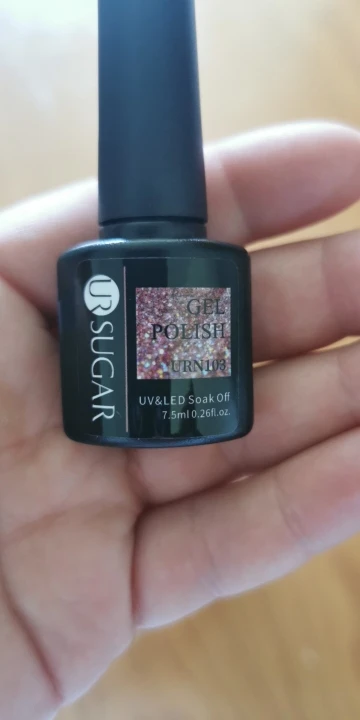 UR SUGAR
GEL
POLISH
URN103
UV&LED Soak Off
7.5ml 0.26fl.oz.